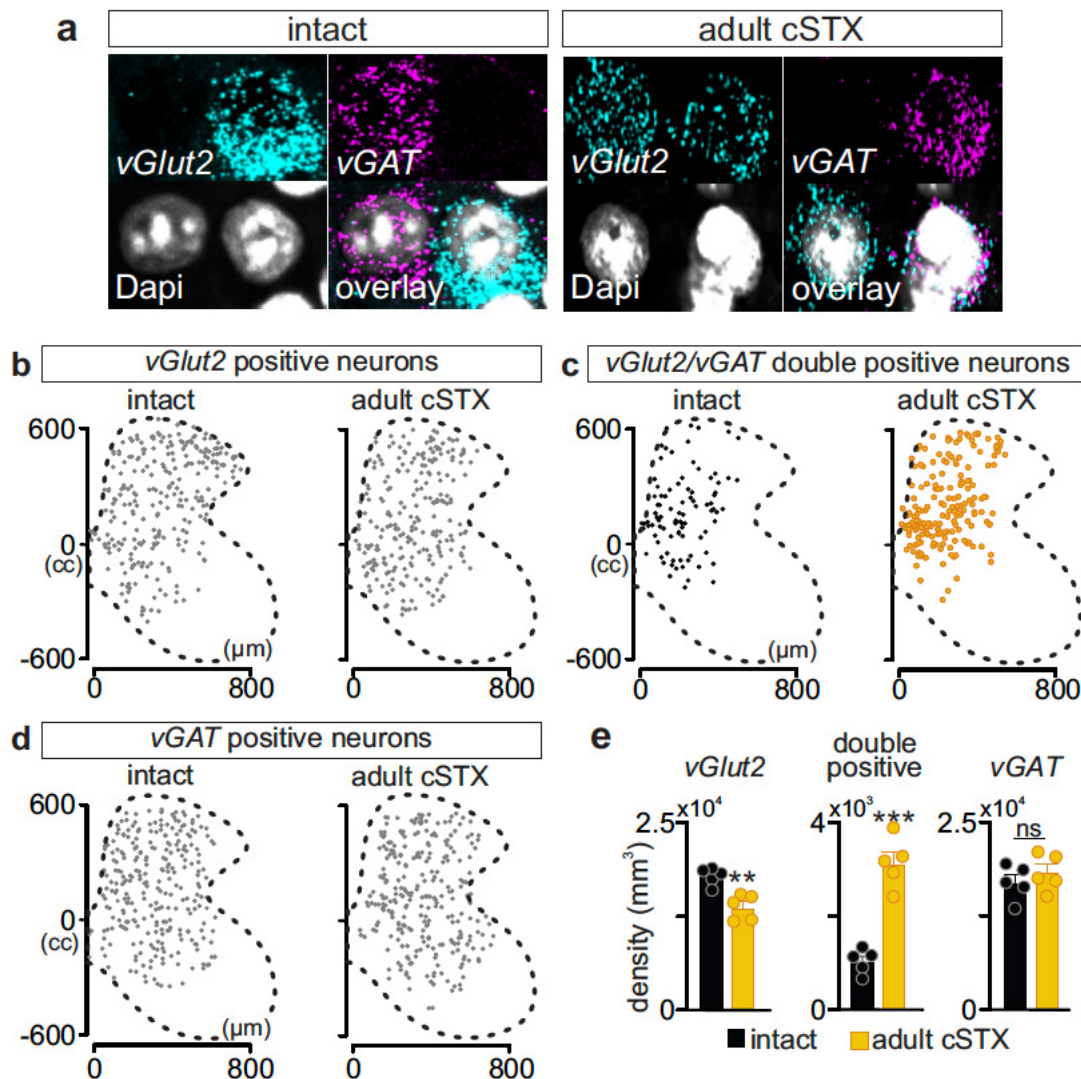 a
intact
adult cSTX
vGlut2
vGAT
vGlut2
vGAT
Dapi
overlay
Dapi
overlay
b
vGlut2 positive neurons
c
vGlut2/vGAT double positive neurons
intact
adult cSTX
intact
adult cSTX
600
600
0
0
(cc)
(cc)
-600
(µm)
-600
(µm)
0
800
0
800
0
800
0
800
d
vGAT positive neurons
e
intact
adult cSTX
vGlut2
double
positive
vGAT
600
0
(cc)
-600
(µm)
0
800
0
800
x10⁴
2.5
x10³
4
***
x10⁴
2.5
ns
**
density (mm³)
0
0
0
intact
adult cSTX